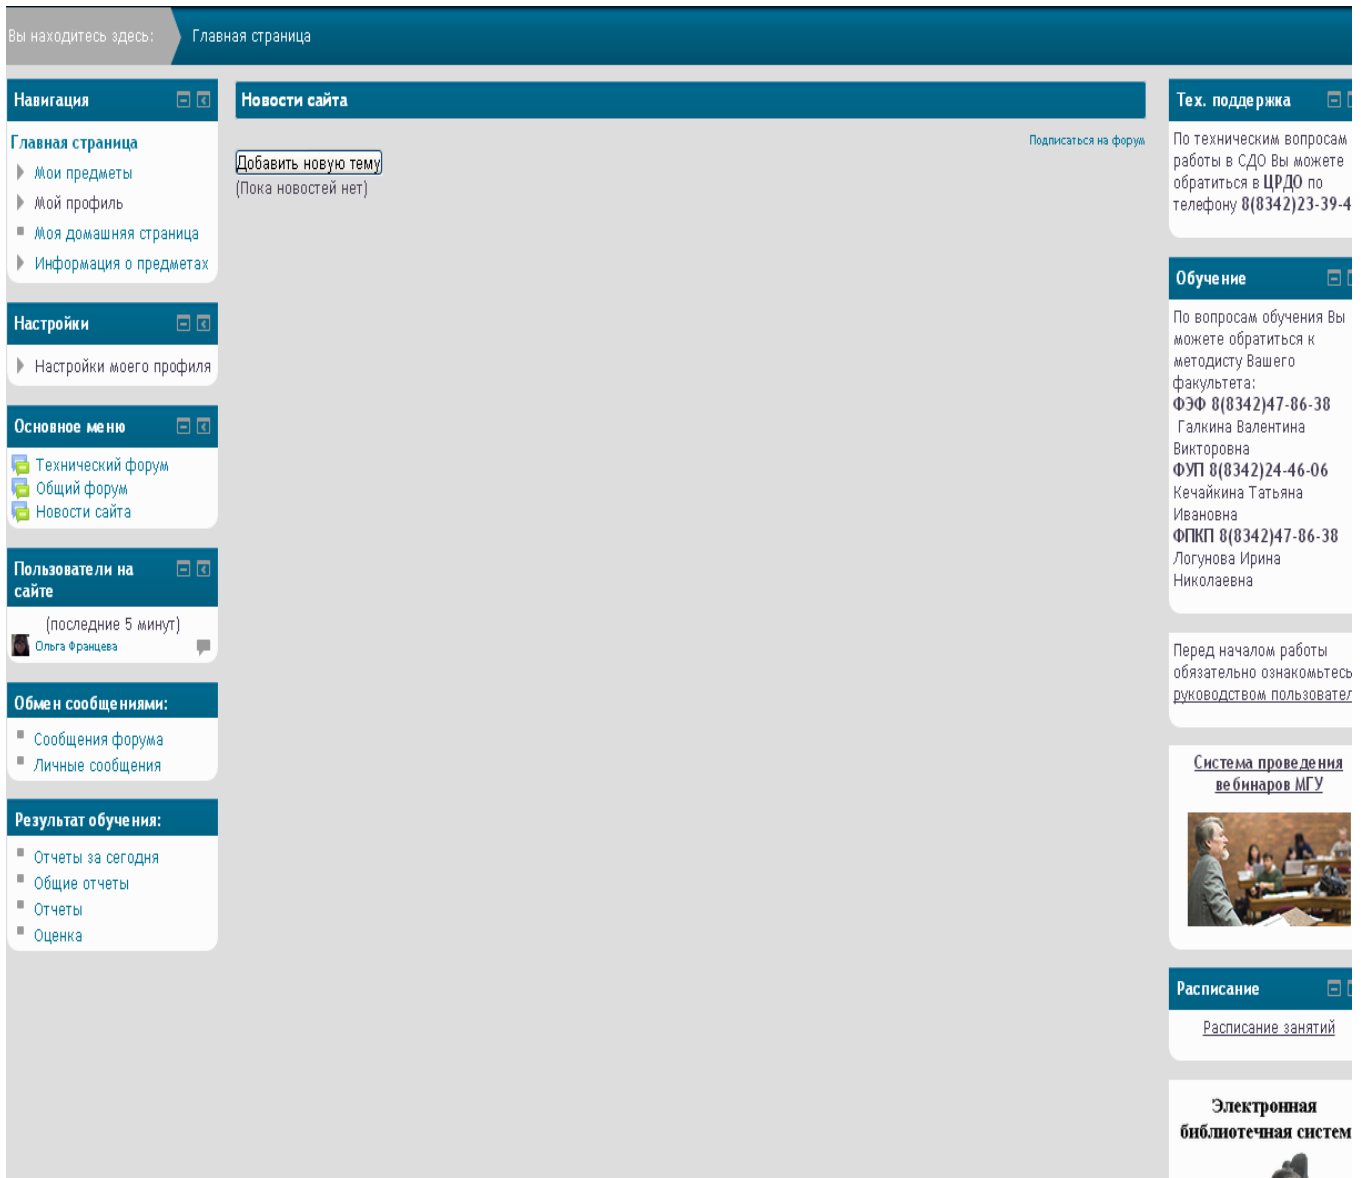 Вы находитесь здесь:
Главная страница
Навигация
Главная страница
Мои предметы
Мой профиль
Моя домашняя страница
Информация о предметах
Настройки
Настройки моего профиля
Основное меню
Технический форум
Общий форум
Новости сайта
Пользователи на
сайте
(последние 5 минут)
Ольга Францева
Обмен сообщениями:
Сообщения форума
Личные сообщения
Результат обучения:
Отчеты за сегодня
Общие отчеты
Отчеты
Оценка
Новости сайта
Подписаться на форум
Добавить новую тему
(Пока новостей нет)
Тех. поддержка
По техническим вопросам
работы в СДО Вы можете
обратиться в ЦРДО по
телефону 8(8342)23-39-4
Обучение
По вопросам обучения Вы
можете обратиться к
методисту Вашего
факультета:
ФЭФ 8(8342)47-86-38
Галкина Валентина
Викторовна
ФУП 8(8342)24-46-06
Кечайкина Татьяна
Ивановна
ФПКП 8(8342)47-86-38
Логунова Ирина
Николаевна
Перед началом работы
обязательно ознакомьтесь
руководством пользовател
Система проведения
вебинаров МГУ
Расписание
Расписание занятий
Электронная
библиотечная систем